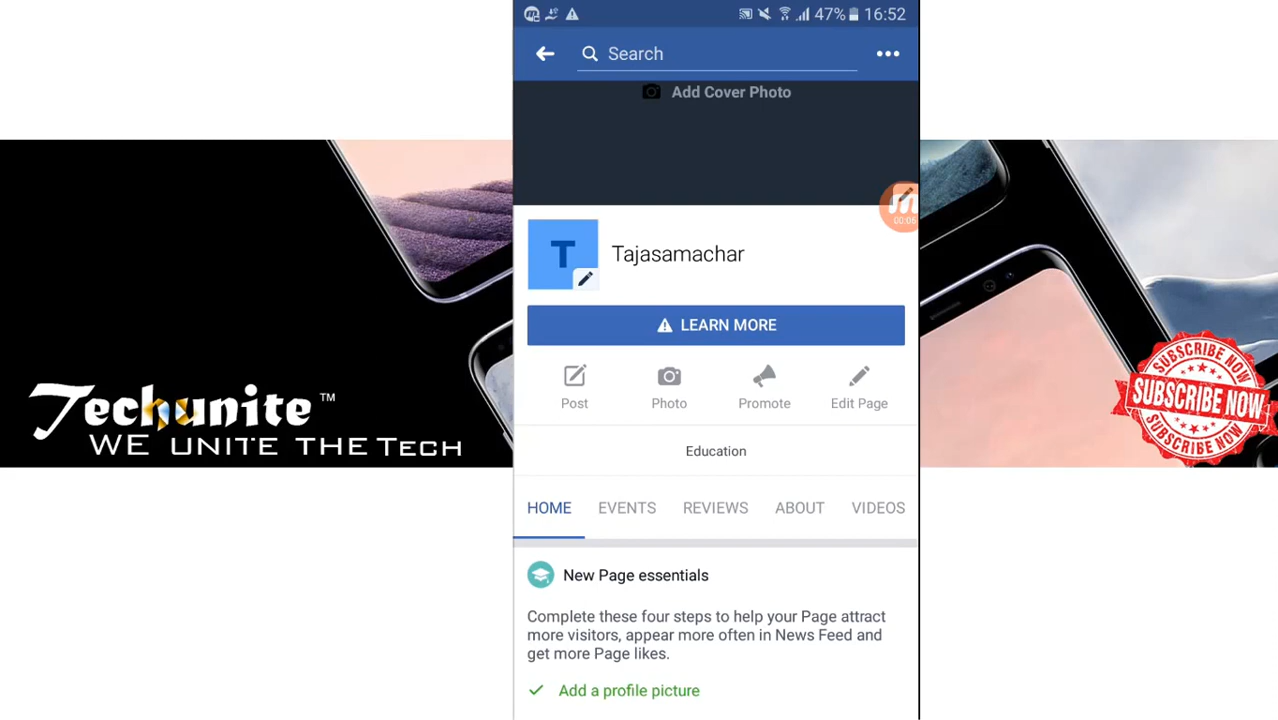 47% 16:52
Search
Add Cover Photo
00:06
T
Tajasamachar
LEARN MORE
Post Photo Promote Edit Page
Education
HOME EVENTS REVIEWS ABOUT VIDEOS
New Page essentials
Complete these four steps to help your Page attract
more visitors, appear more often in News Feed and
get more Page likes.
Add a profile picture
Techunite™
WE UNITE THE TECH
SUBSCRIBE NOW
SUBSCRIBE NOW
SUBSCRIBE NOW